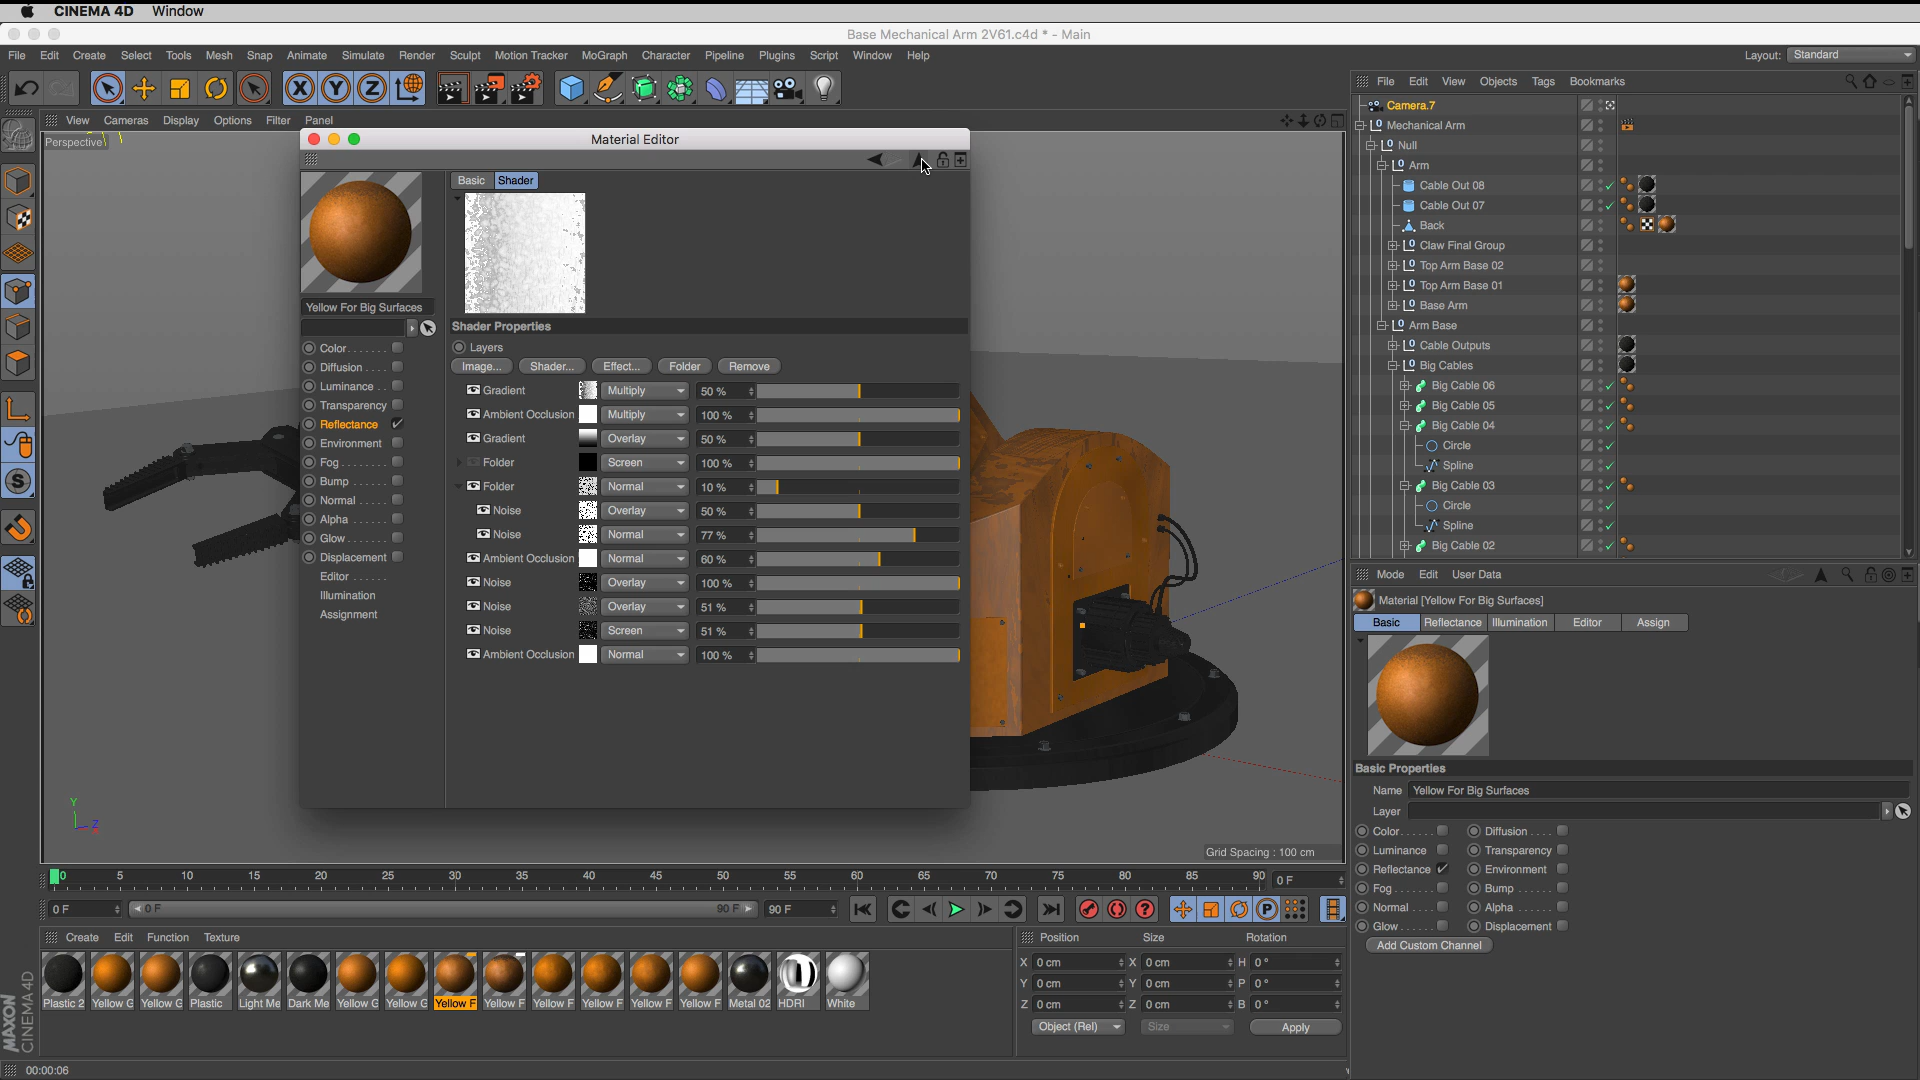 CINEMA 4D Window
Base Mechanical Arm 2V61.c4d * - Main
File Edit Create Select Tools Mesh Snap Animate Simulate Render Sculpt Motion Tracker MoGraph Character Pipeline Plugins Script Window Help
Layout: Standard
File Edit View Objects Tags Bookmarks
View Cameras Display Options Filter Panel
Perspective
Material Editor
Basic Shader
Yellow For Big Surfaces
Color
Diffusion
Luminance
Transparency
Reflectance
Environment
Fog
Bump
Normal
Alpha
Glow
Displacement
Editor
Illumination
Assignment
Shader Properties
Layers
Image... Shader... Effect... Folder Remove
Gradient Multiply 50 %
Ambient Occlusion Multiply 100 %
Gradient Overlay 50 %
Folder Screen 100 %
Folder Normal 10 %
Noise Overlay 50 %
Noise Normal 77 %
Ambient Occlusion Normal 60 %
Noise Overlay 100 %
Noise Overlay 51 %
Noise Screen 51 %
Ambient Occlusion Normal 100 %
Camera.7
Mechanical Arm
Null
Arm
Cable Out 08
Cable Out 07
Back
Claw Final Group
Top Arm Base 02
Top Arm Base 01
Base Arm
Arm Base
Cable Outputs
Big Cables
Big Cable 06
Big Cable 05
Big Cable 04
Circle
Spline
Big Cable 03
Circle
Spline
Big Cable 02
Mode Edit User Data
Material [Yellow For Big Surfaces]
Basic Reflectance Illumination Editor Assign
Basic Properties
Name Yellow For Big Surfaces
Layer
Color Diffusion
Luminance Transparency
Reflectance Environment
Fog Bump
Normal Alpha
Glow Displacement
Add Custom Channel
Y
Z
Grid Spacing : 100 cm
0 5 10 15 20 25 30 35 40 45 50 55 60 65 70 75 80 85 90 0 F
0 F 0 F 90 F 90 F
Create Edit Function Texture
Plastic 2 Yellow G Yellow G Plastic Light Me Dark Me Yellow G Yellow G Yellow F Yellow F Yellow F Yellow F Yellow F Yellow F Metal 02 HDRI White
Position Size Rotation
X 0 cm X 0 cm H 0 °
Y 0 cm Y 0 cm P 0 °
Z 0 cm Z 0 cm B 0 °
Object (Rel) Size Apply
MAXON CINEMA 4D
00:00:06